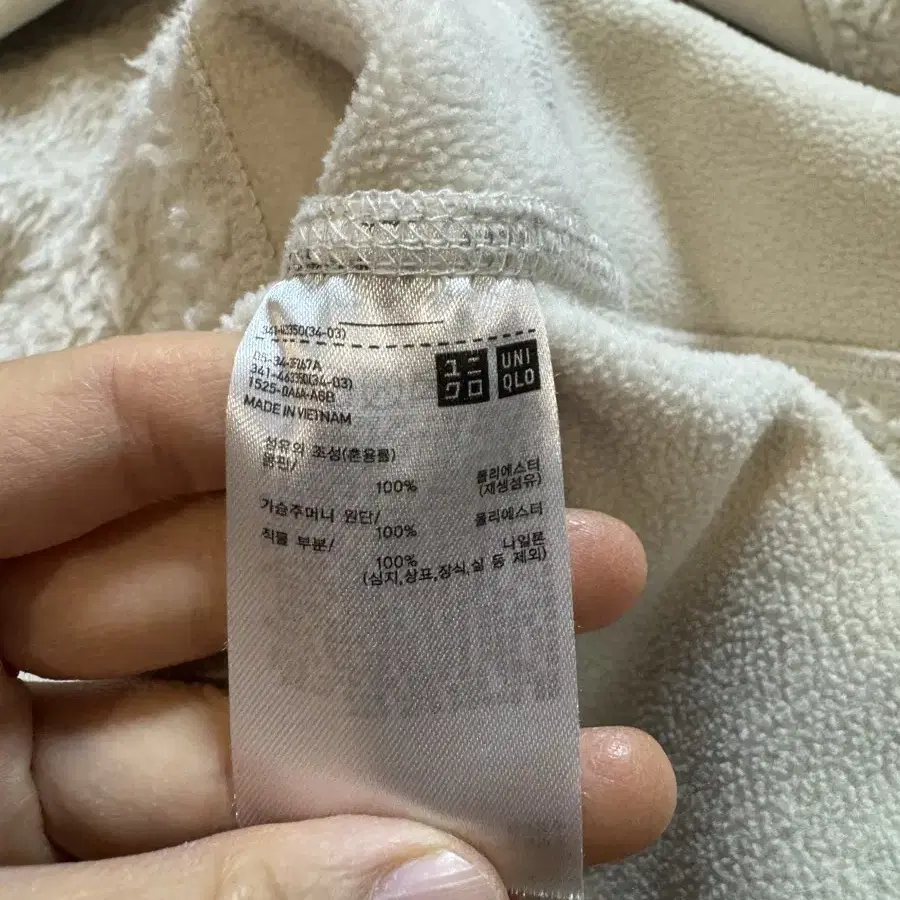 341-46350(34-03)
341-46350(34-03)
MADE IN VIETNAM
ユニ
クロ
UNI
QLO
섬유의 조성(혼용률)
몸판/
100% 폴리에스터
(재생섬유)
가슴주머니 원단/
100% 폴리에스터
직물 부분/
100% 나일론
(심지,상표,장식,실 등 제외)